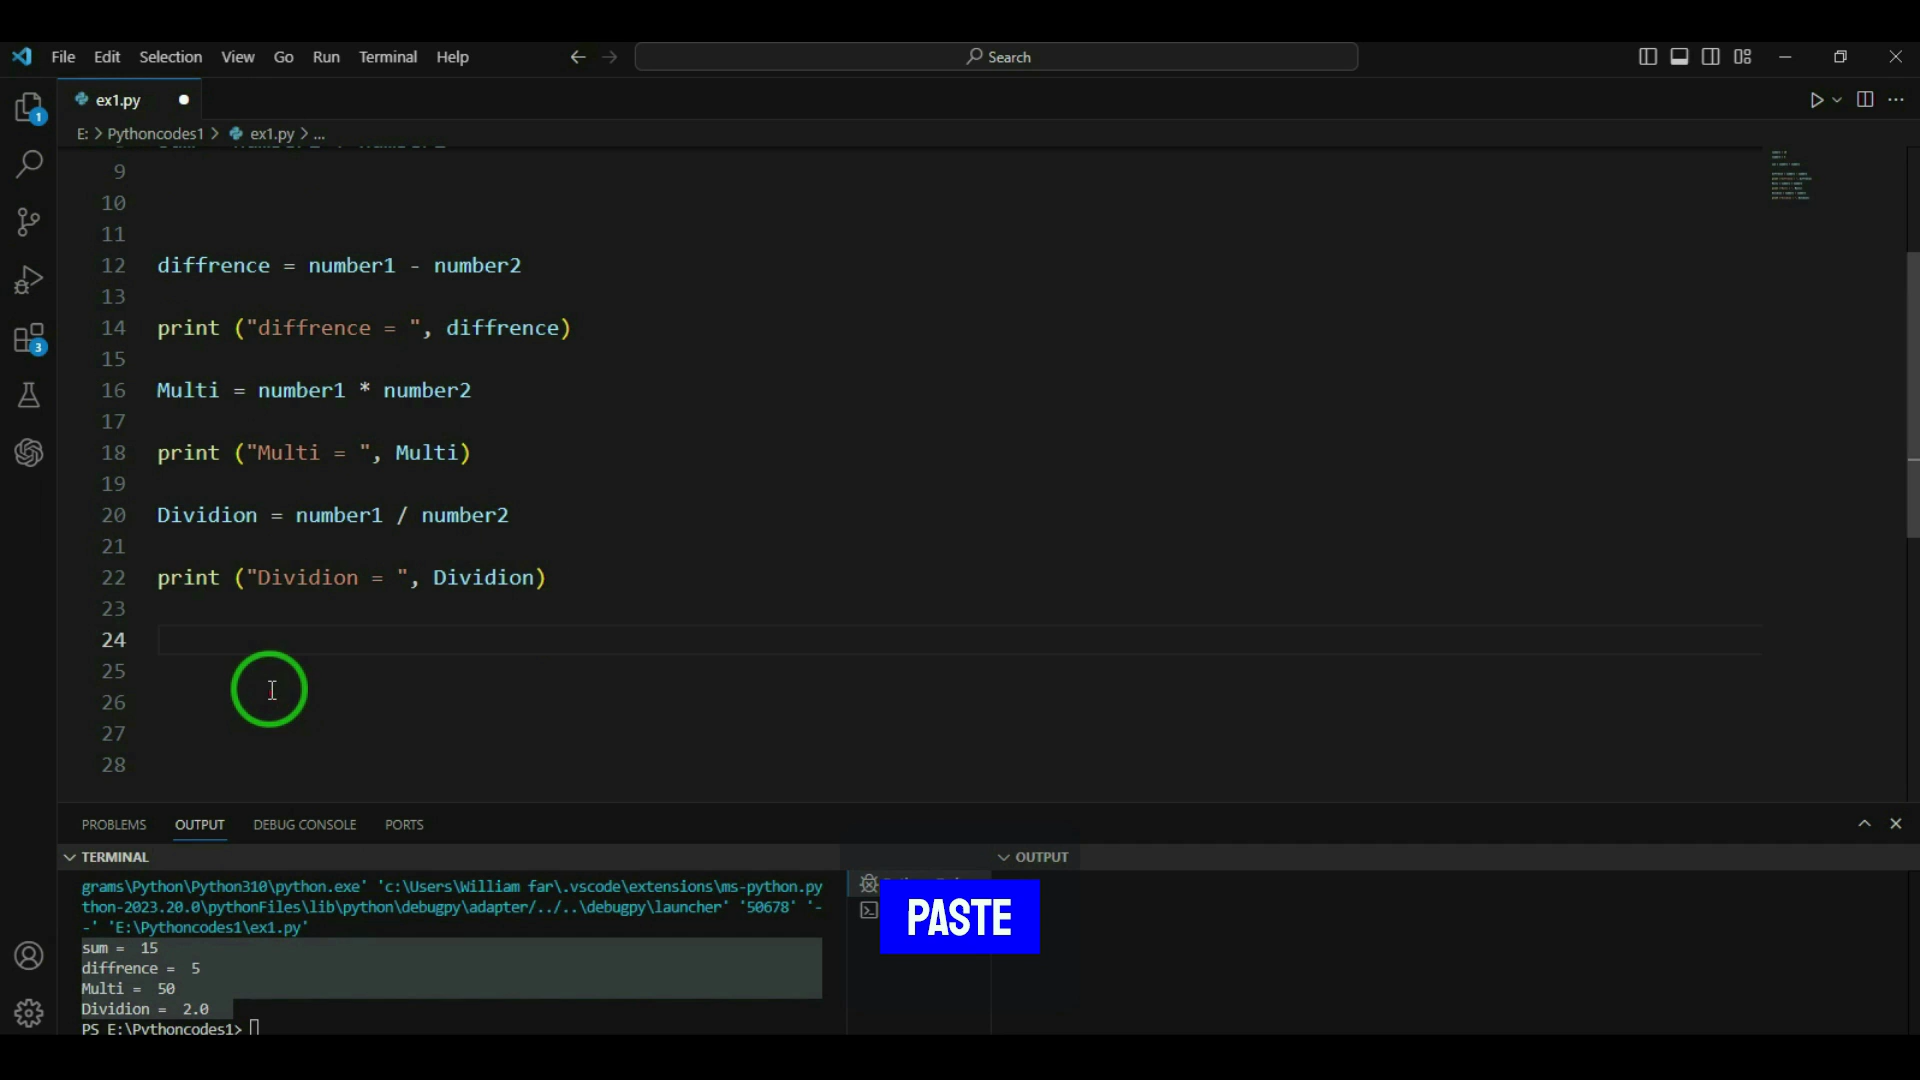 File Edit Selection View Go Run Terminal Help
Search
ex1.py
E: > Pythoncodes1 > ex1.py > ...
9
10
11
12 diffrence = number1 - number2
13
14 print ("diffrence = ", diffrence)
15
16 Multi = number1 * number2
17
18 print ("Multi = ", Multi)
19
20 Dividion = number1 / number2
21
22 print ("Dividion = ", Dividion)
23
24
25
26
27
28
1
3
PROBLEMS OUTPUT DEBUG CONSOLE PORTS
TERMINAL
OUTPUT
grams\Python\Python310\python.exe' 'c:\Users\William far\.vscode\extensions\ms-python.py
thon-2023.20.0\pythonFiles\lib\python\debugpy\adapter/../..\debugpy\launcher' '50678' '-
-' 'E:\Pythoncodes1\ex1.py'
sum =  15
diffrence =  5
Multi =  50
Dividion =  2.0
PS E:\Pythoncodes1>
PASTE